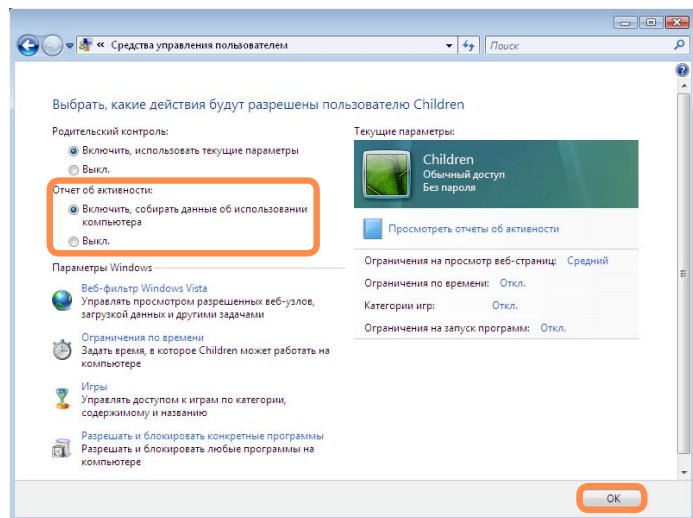 « Средства управления пользователем
Поиск
Выбрать, какие действия будут разрешены пользователю Children
Родительский контроль:
Включить, использовать текущие параметры
Выкл.
Отчет об активности:
Включить, собирать данные об использовании
компьютера
Выкл.
Параметры Windows
Веб-фильтр Windows Vista
Управлять просмотром разрешенных веб-узлов,
загрузкой данных и другими задачами
Ограничения по времени
Задать время, в которое Children может работать на
компьютере
Игры
Управлять доступом к играм по категории,
содержимому и названию
Разрешать и блокировать конкретные программы
Разрешать и блокировать любые программы на
компьютере
Текущие параметры:
Children
Обычный доступ
Без пароля
Просмотреть отчеты об активности
Ограничения на просмотр веб-страниц: Средний
Ограничения по времени: Откл.
Категории игр: Откл.
Ограничения на запуск программ: Откл.
OK